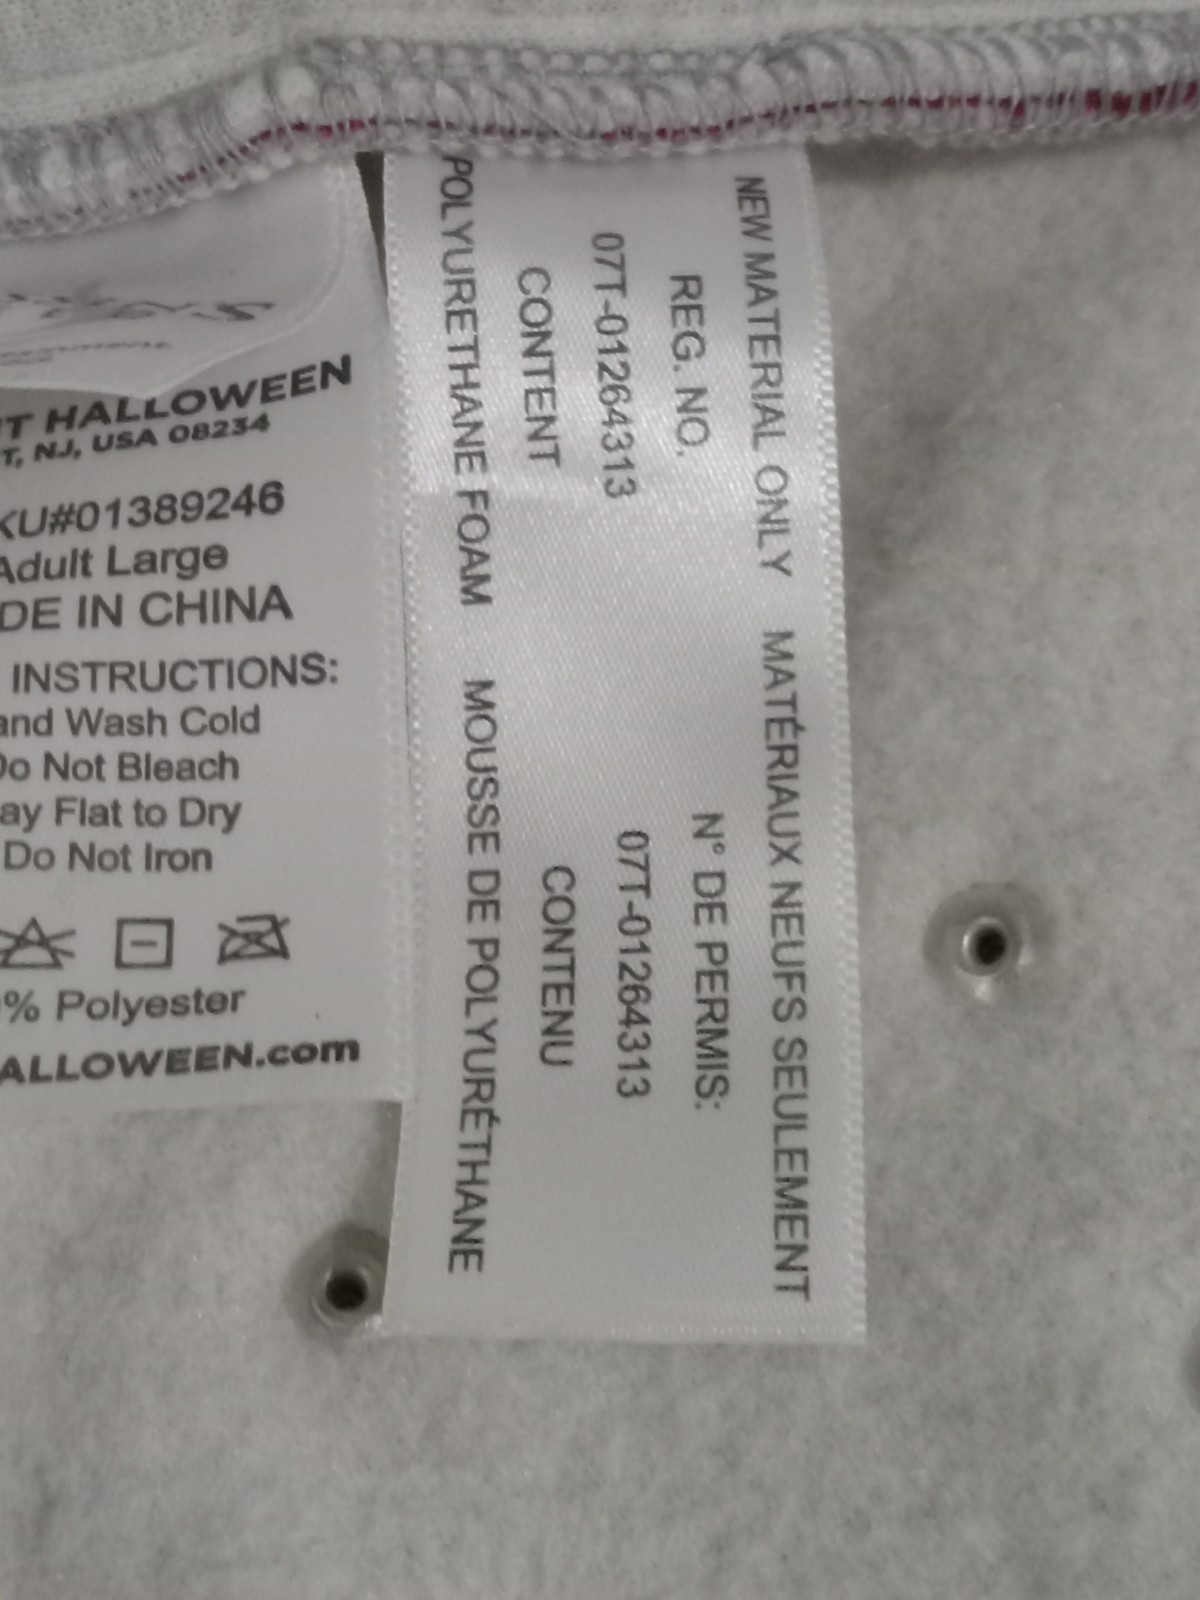 T HALLOWEEN
T, NJ, USA 08234
KU#01389246
Adult Large
DE IN CHINA
INSTRUCTIONS:
and Wash Cold
Do Not Bleach
ay Flat to Dry
Do Not Iron
% Polyester
ALLOWEEN.com
NEW MATERIAL ONLY
REG. NO.
07T-01264313
CONTENT
POLYURETHANE FOAM
MATÉRIAUX NEUFS SEULEMENT
N° DE PERMIS:
07T-01264313
CONTENU
MOUSSE DE POLYURÉTHANE